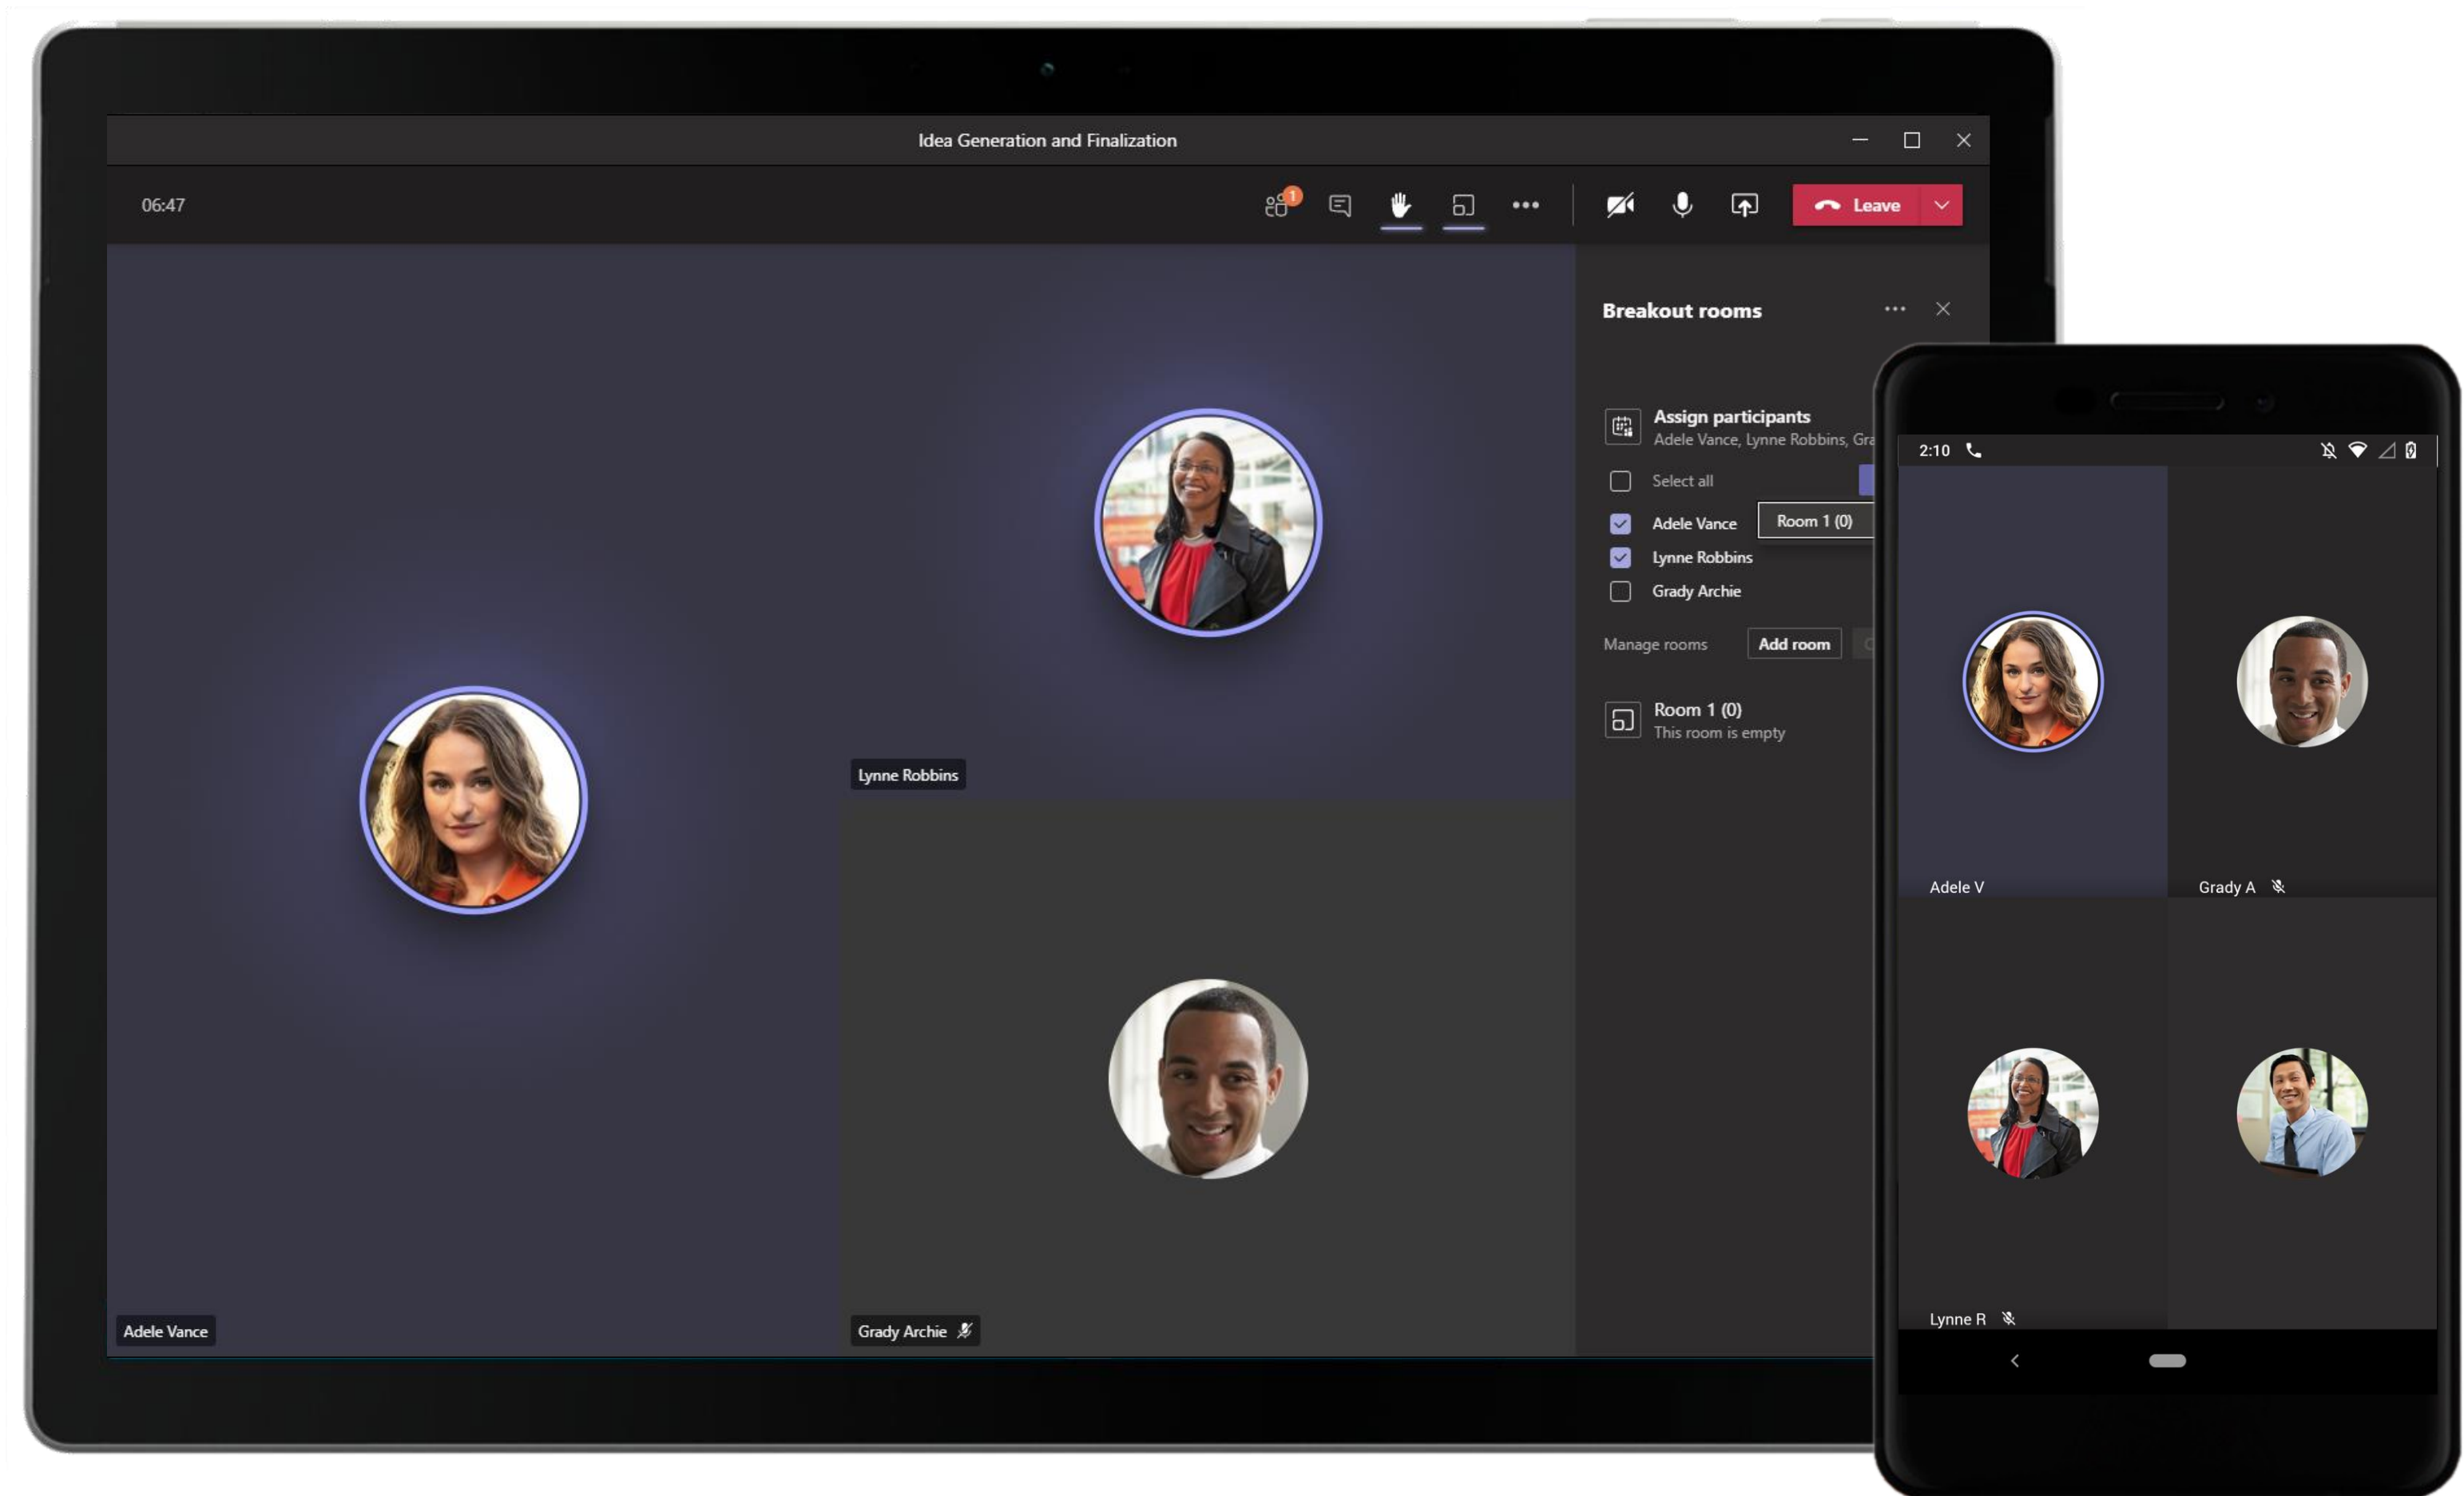 Idea Generation and Finalization
06:47
1
Leave
Breakout rooms
Assign participants
Adele Vance, Lynne Robbins, Gra
Select all
Adele Vance
Room 1 (0)
Lynne Robbins
Grady Archie
Manage rooms
Add room
Room 1 (0)
This room is empty
Lynne Robbins
Adele Vance
Grady Archie
2:10
Adele V
Grady A
Lynne R